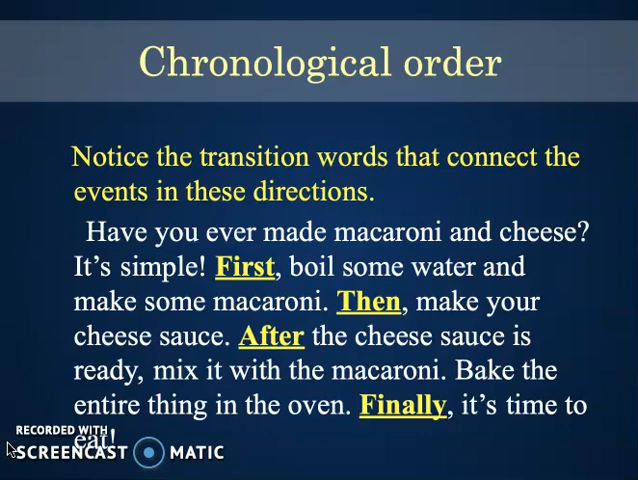 Chronological order
Notice the transition words that connect the
events in these directions.
Have you ever made macaroni and cheese?
It's simple! First, boil some water and
make some macaroni. Then, make your
cheese sauce. After the cheese sauce is
ready, mix it with the macaroni. Bake the
entire thing in the oven. Finally, it's time to
eat!
RECORDED WITH
SCREENCAST MATIC